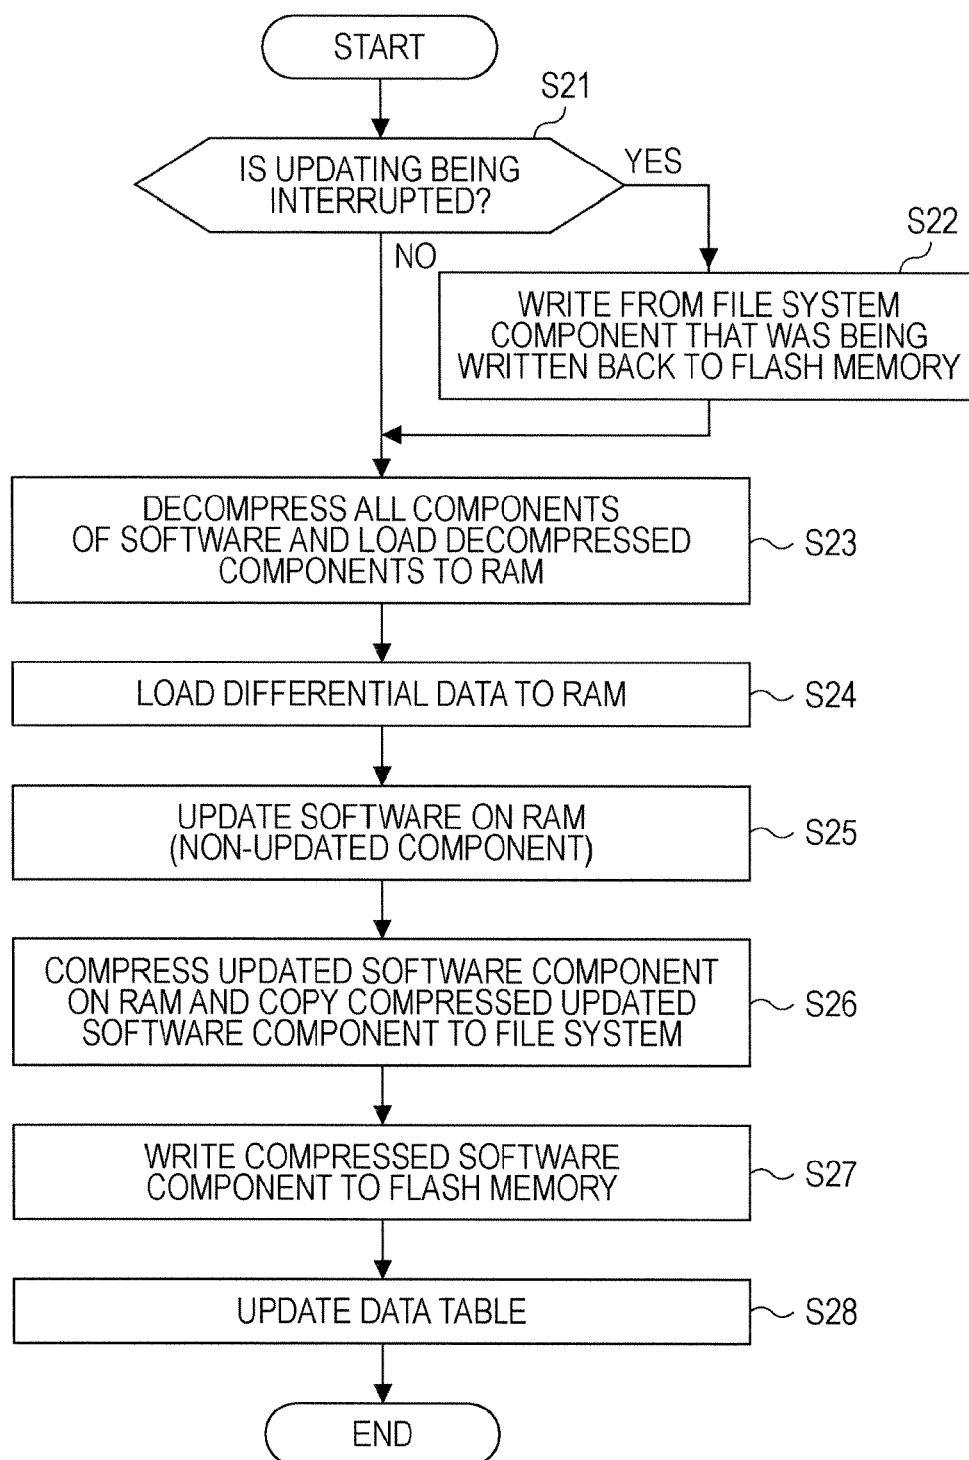 START
S21
IS UPDATING BEING
INTERRUPTED?
YES
NO
S22
WRITE FROM FILE SYSTEM
COMPONENT THAT WAS BEING
WRITTEN BACK TO FLASH MEMORY
DECOMPRESS ALL COMPONENTS
OF SOFTWARE AND LOAD DECOMPRESSED
COMPONENTS TO RAM
S23
LOAD DIFFERENTIAL DATA TO RAM
S24
UPDATE SOFTWARE ON RAM
(NON-UPDATED COMPONENT)
S25
COMPRESS UPDATED SOFTWARE COMPONENT
ON RAM AND COPY COMPRESSED UPDATED
SOFTWARE COMPONENT TO FILE SYSTEM
S26
WRITE COMPRESSED SOFTWARE
COMPONENT TO FLASH MEMORY
S27
UPDATE DATA TABLE
S28
END